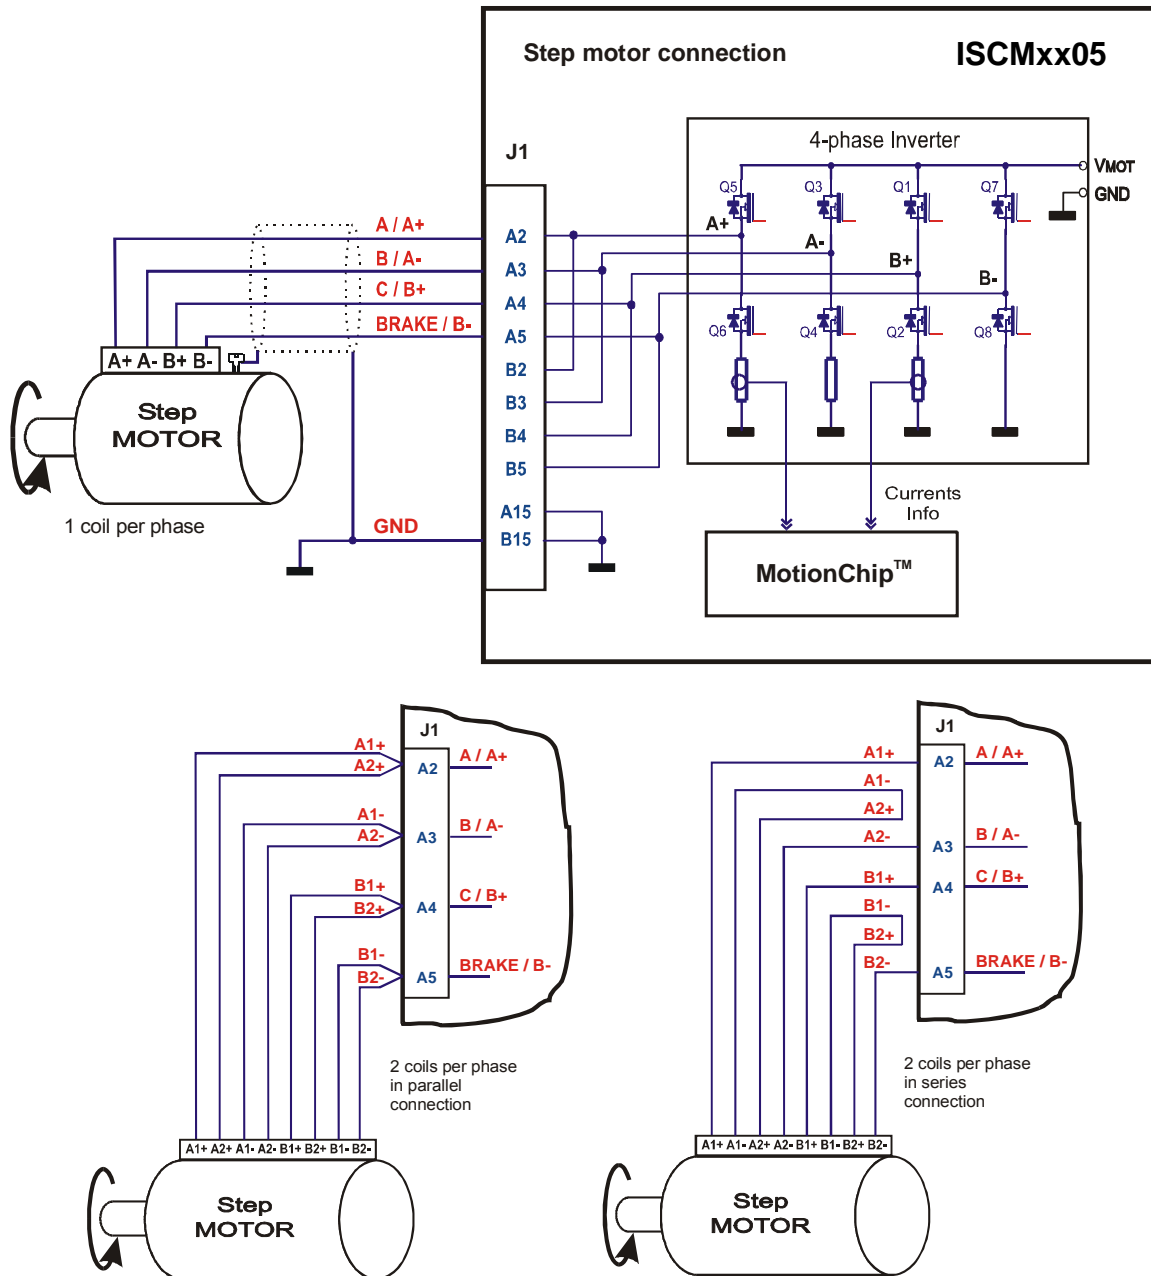 Step motor connection
ISCMxx05
4-phase Inverter
J1
VMOT
GND
Q5
Q3
Q1
Q7
A+
A-
B+
B-
Q6
Q4
Q2
Q8
A / A+
B / A-
C / B+
BRAKE / B-
A2
A3
A4
A5
B2
B3
B4
B5
A15
B15
A+ A- B+ B-
Step
MOTOR
1 coil per phase
GND
Currents
Info
MotionChip™
J1
A1+
A2+
A1-
A2-
B1+
B2+
B1-
B2-
A2
A3
A4
A5
A / A+
B / A-
C / B+
BRAKE / B-
2 coils per phase
in parallel
connection
A1+ A2+ A1- A2- B1+ B2+ B1- B2-
Step
MOTOR
J1
A1+
A1-
A2+
A2-
B1+
B1-
B2+
B2-
A2
A3
A4
A5
A / A+
B / A-
C / B+
BRAKE / B-
2 coils per phase
in series
connection
A1+ A1- A2+ A2- B1+ B1- B2+ B2-
Step
MOTOR